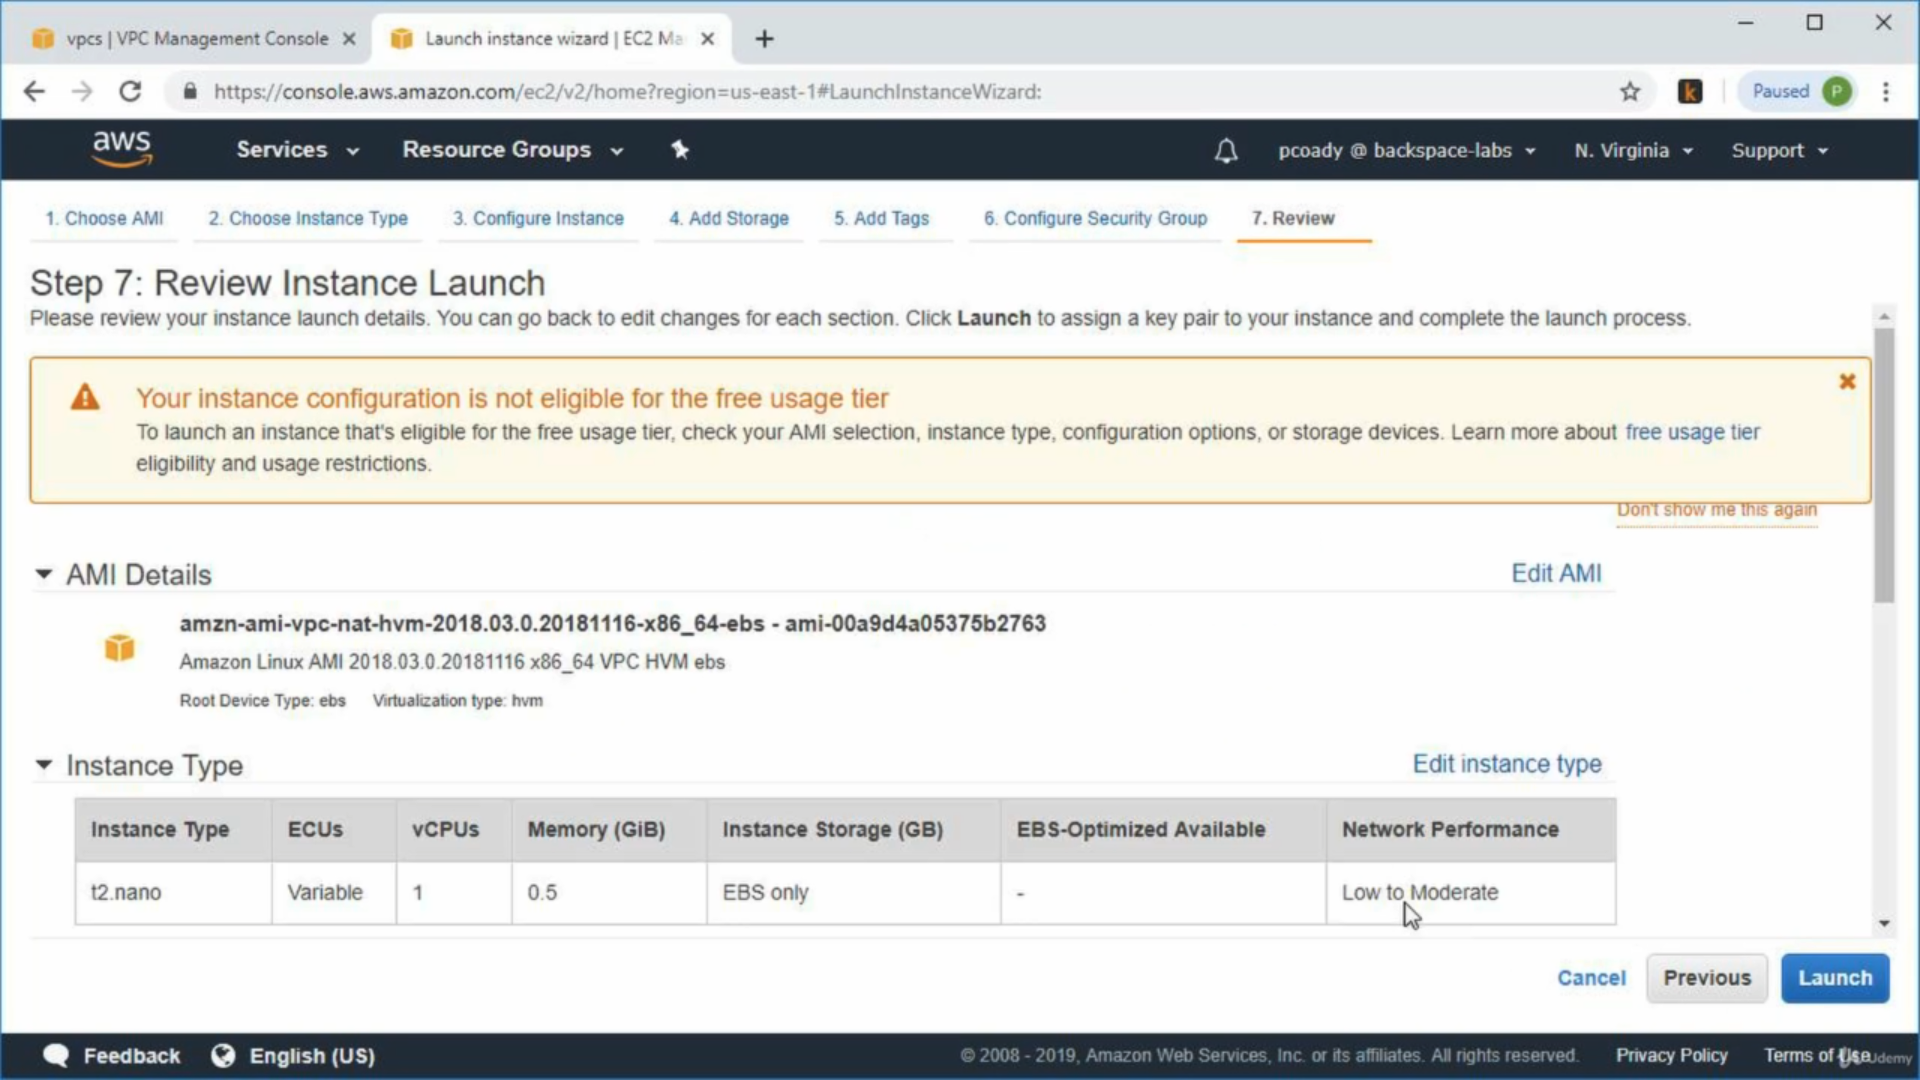 vpcs | VPC Management Console
Launch instance wizard | EC2 Ma
https://console.aws.amazon.com/ec2/v2/home?region=us-east-1#LaunchInstanceWizard:
k
Paused P
aws
Services
Resource Groups
pcoady @ backspace-labs
N. Virginia
Support
1. Choose AMI
2. Choose Instance Type
3. Configure Instance
4. Add Storage
5. Add Tags
6. Configure Security Group
7. Review
Step 7: Review Instance Launch
Please review your instance launch details. You can go back to edit changes for each section. Click Launch to assign a key pair to your instance and complete the launch process.
Your instance configuration is not eligible for the free usage tier
To launch an instance that's eligible for the free usage tier, check your AMI selection, instance type, configuration options, or storage devices. Learn more about free usage tier
eligibility and usage restrictions.
Don't show me this again
AMI Details
Edit AMI
amzn-ami-vpc-nat-hvm-2018.03.0.20181116-x86_64-ebs - ami-00a9d4a05375b2763
Amazon Linux AMI 2018.03.0.20181116 x86_64 VPC HVM ebs
Root Device Type: ebs Virtualization type: hvm
Instance Type
Edit instance type
Instance Type ECUs vCPUs Memory (GiB) Instance Storage (GB) EBS-Optimized Available Network Performance
t2.nano Variable 1 0.5 EBS only - Low to Moderate
Cancel Previous Launch
Feedback
English (US)
© 2008 - 2019, Amazon Web Services, Inc. or its affiliates. All rights reserved.
Privacy Policy
Terms of Use
Udemy